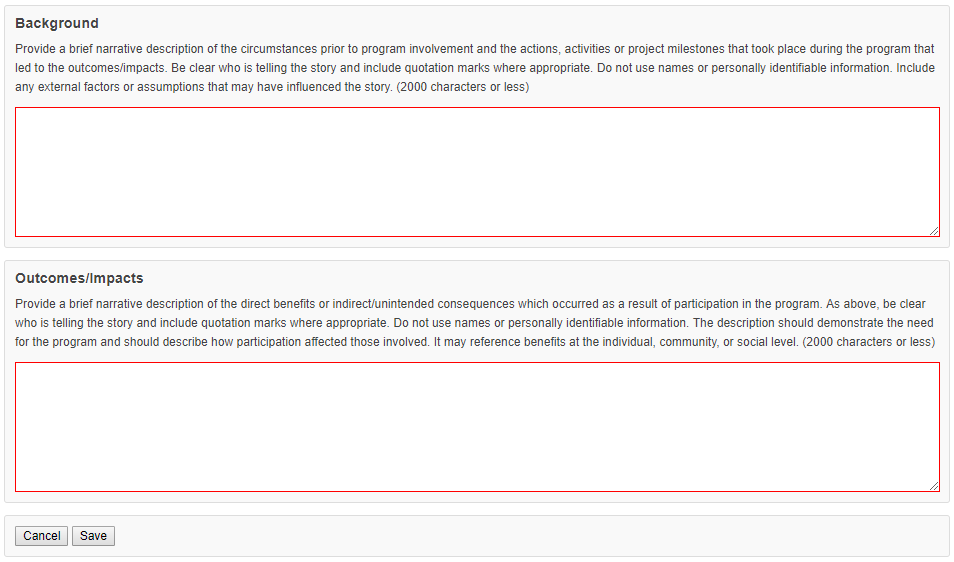 Background
Provide a brief narrative description of the circumstances prior to program involvement and the actions, activities or project milestones that took place during the program that
led to the outcomes/impacts. Be clear who is telling the story and include quotation marks where appropriate. Do not use names or personally identifiable information. Include
any external factors or assumptions that may have influenced the story. (2000 characters or less)
Outcomes/Impacts
Provide a brief narrative description of the direct benefits or indirect/unintended consequences which occurred as a result of participation in the program. As above, be clear
who is telling the story and include quotation marks where appropriate. Do not use names or personally identifiable information. The description should demonstrate the need
for the program and should describe how participation affected those involved. It may reference benefits at the individual, community, or social level. (2000 characters or less)
Cancel Save